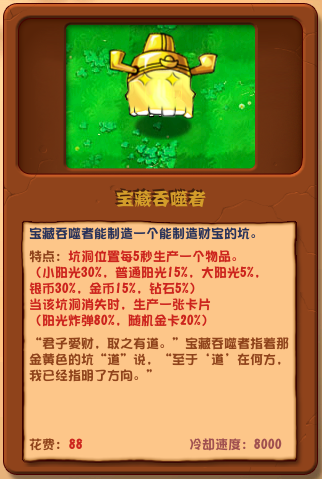 宝藏吞噬者
宝藏吞噬者能制造一个能制造财宝的坑。
特点：坑洞位置每5秒生产一个物品。
（小阳光30%，普通阳光15%，大阳光5%，
银币30%，金币15%，钻石5%）
当该坑洞消失时，生产一张卡片
（阳光炸弹80%，随机金卡20%）
“君子爱财，取之有道。”宝藏吞噬者指着那
金黄色的坑“道”说，“至于‘道’在何方，
我已经指明了方向。”
花费：88
冷却速度：8000